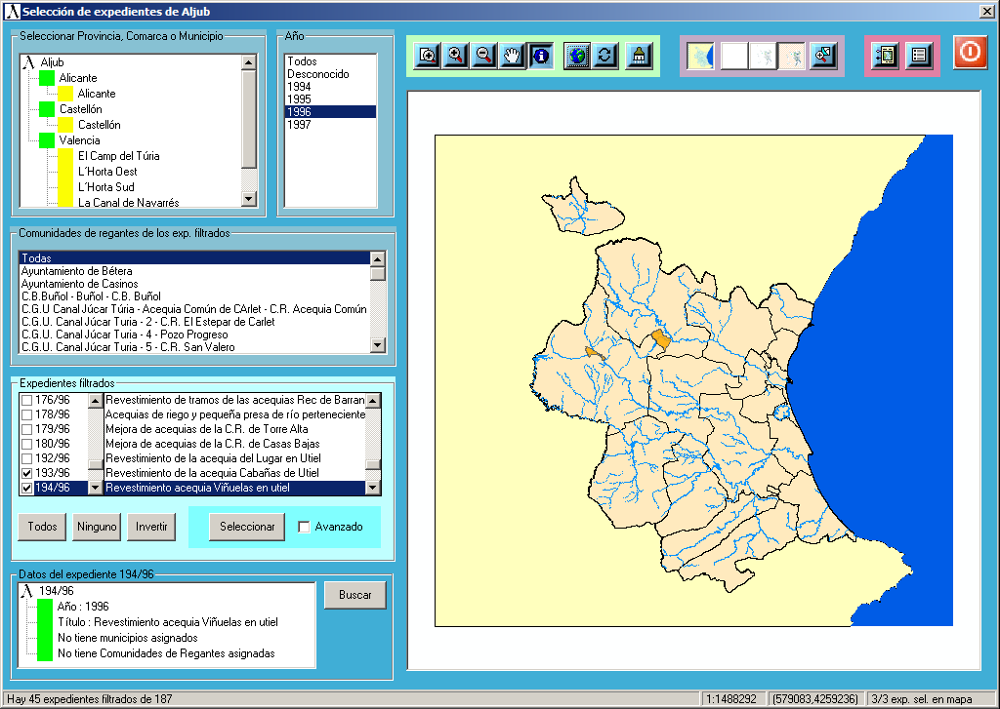 Selección de expedientes de Aljub
Seleccionar Provincia, Comarca o Municipio
Aljub
Alicante
Alicante
Castellón
Castellón
Valencia
El Camp del Túria
L´Horta Oest
L´Horta Sud
La Canal de Navarrés
Año
Todos
Desconocido
1994
1995
1996
1997
Comunidades de regantes de los exp. filtrados
Todas
Ayuntamiento de Bétera
Ayuntamiento de Casinos
C.B.Buñol - Buñol - C.B. Buñol
C.G.U Canal Júcar Túria - Acequia Común de CArlet - C.R. Acequia Común
C.G.U. Canal Júcar Turia - 2 - C.R. El Estepar de Carlet
C.G.U. Canal Júcar Turia - 4 - Pozo Progreso
C.G.U. Canal Júcar Turia - 5 - C.R. San Valero
Expedientes filtrados
176/96 Revestimiento de tramos de las acequias Rec de Barran
178/96 Acequias de riego y pequeña presa de río perteneciente
179/96 Mejora de acequias de la C.R. de Torre Alta
180/96 Mejora de acequias de la C.R. de Casas Bajas
192/96 Revestimiento de la acequia del Lugar en Utiel
193/96 Revestimiento de la acequia Cabañas de Utiel
194/96 Revestimiento acequia Viñuelas en utiel
Todos Ninguno Invertir Seleccionar Avanzado
Datos del expediente 194/96
194/96
Año : 1996
Título : Revestimiento acequia Viñuelas en utiel
No tiene municipios asignados
No tiene Comunidades de Regantes asignadas
Buscar
Hay 45 expedientes filtrados de 187 1:1488292 (579083,4259236) 3/3 exp. sel. en mapa